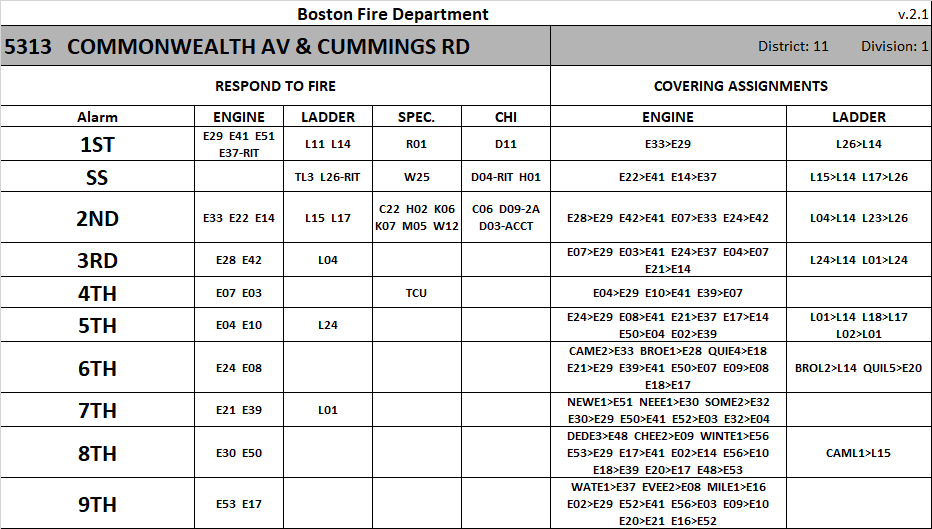 Boston Fire Department v.2.1
5313 COMMONWEALTH AV & CUMMINGS RD District: 11 Division: 1
RESPOND TO FIRE COVERING ASSIGNMENTS
Alarm ENGINE LADDER SPEC. CHI ENGINE LADDER
1ST
E29 E41 E51
E37-RIT
L11 L14
R01
D11
E33>E29
L26>L14
SS
TL3 L26-RIT
W25
D04-RIT H01
E22>E41 E14>E37
L15>L14 L17>L26
2ND
E33 E22 E14
L15 L17
C22 H02 K06
K07 M05 W12
C06 D09-2A
D03-ACCT
E28>E29 E42>E41 E07>E33 E24>E42
L04>L14 L23>L26
3RD
E28 E42
L04
E07>E29 E03>E41 E24>E37 E04>E07
E21>E14
L24>L14 L01>L24
4TH
E07 E03
TCU
E04>E29 E10>E41 E39>E07
5TH
E04 E10
L24
E24>E29 E08>E41 E21>E37 E17>E14
E50>E04 E02>E39
L01>L14 L18>L17
L02>L01
6TH
E24 E08
CAME2>E33 BROE1>E28 QUIE4>E18
E21>E29 E39>E41 E50>E07 E09>E08
E18>E17
BROL2>L14 QUIL5>E20
7TH
E21 E39
L01
NEWE1>E51 NEEE1>E30 SOME2>E32
E30>E29 E50>E41 E52>E03 E32>E04
8TH
E30 E50
DEDE3>E48 CHEE2>E09 WINTE1>E56
E53>E29 E17>E41 E02>E14 E56>E10
E18>E39 E20>E17 E48>E53
CAML1>L15
9TH
E53 E17
WATE1>E37 EVEE2>E08 MILE1>E16
E02>E29 E52>E41 E56>E03 E09>E10
E20>E21 E16>E52